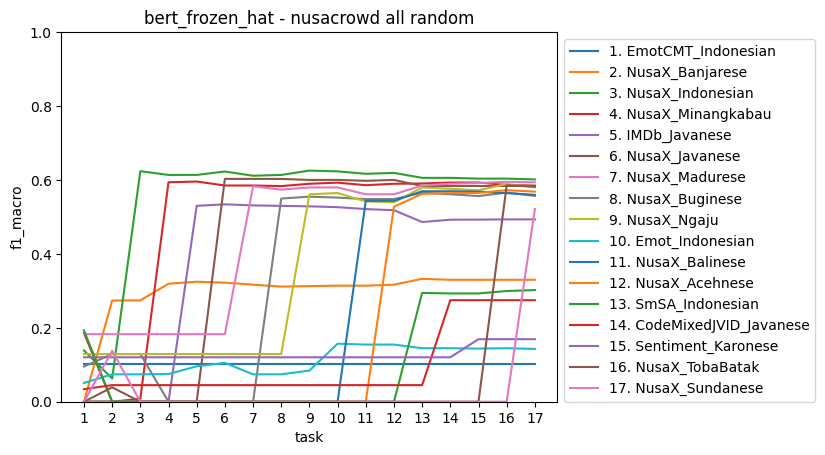 bert_frozen_hat - nusacrowd all random
1.0
0.8
0.6
0.4
0.2
0.0
f1_macro
1 2 3 4 5 6 7 8 9 10 11 12 13 14 15 16 17
task
1. EmotCMT_Indonesian
2. NusaX_Banjarese
3. NusaX_Indonesian
4. NusaX_Minangkabau
5. IMDb_Javanese
6. NusaX_Javanese
7. NusaX_Madurese
8. NusaX_Buginese
9. NusaX_Ngaju
10. Emot_Indonesian
11. NusaX_Balinese
12. NusaX_Acehnese
13. SmSA_Indonesian
14. CodeMixedJVID_Javanese
15. Sentiment_Karonese
16. NusaX_TobaBatak
17. NusaX_Sundanese